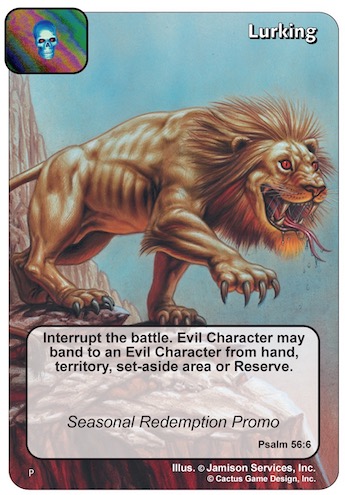 Lurking
Interrupt the battle. Evil Character may
band to an Evil Character from hand,
territory, set-aside area or Reserve.
Seasonal Redemption Promo
Psalm 56:6
P
Illus. © Jamison Services, Inc.
© Cactus Game Design, Inc.